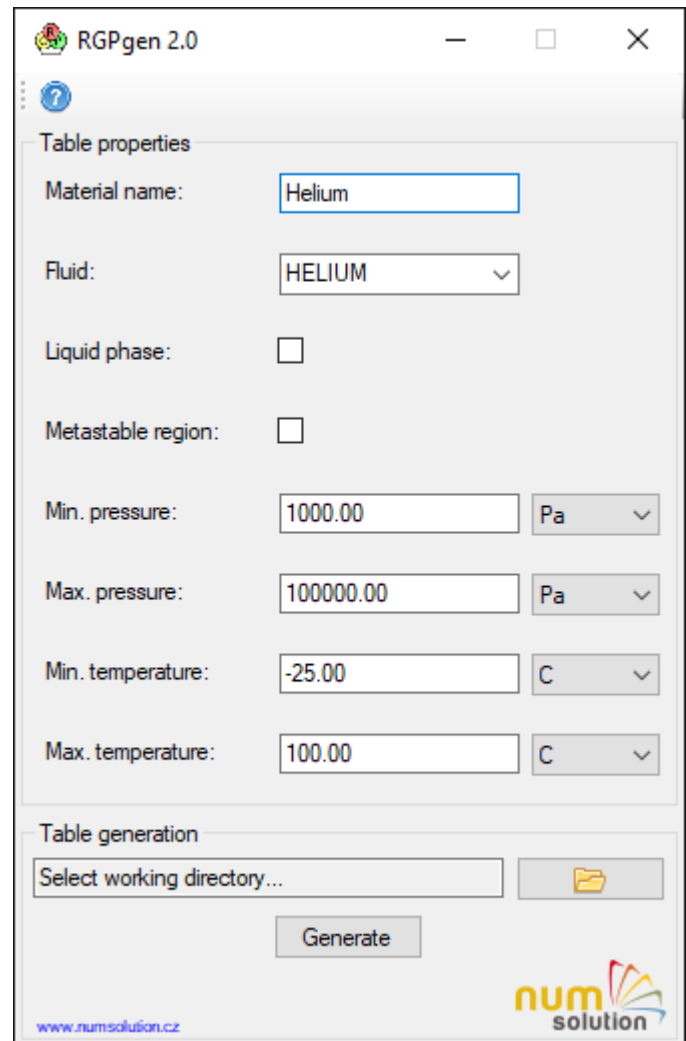 RGPgen 2.0
Table properties
Material name: Helium
Fluid: HELIUM
Liquid phase:
Metastable region:
Min. pressure: 1000.00 Pa
Max. pressure: 100000.00 Pa
Min. temperature: -25.00 C
Max. temperature: 100.00 C
Table generation
Select working directory...
Generate
num
solution
www.numsolution.cz